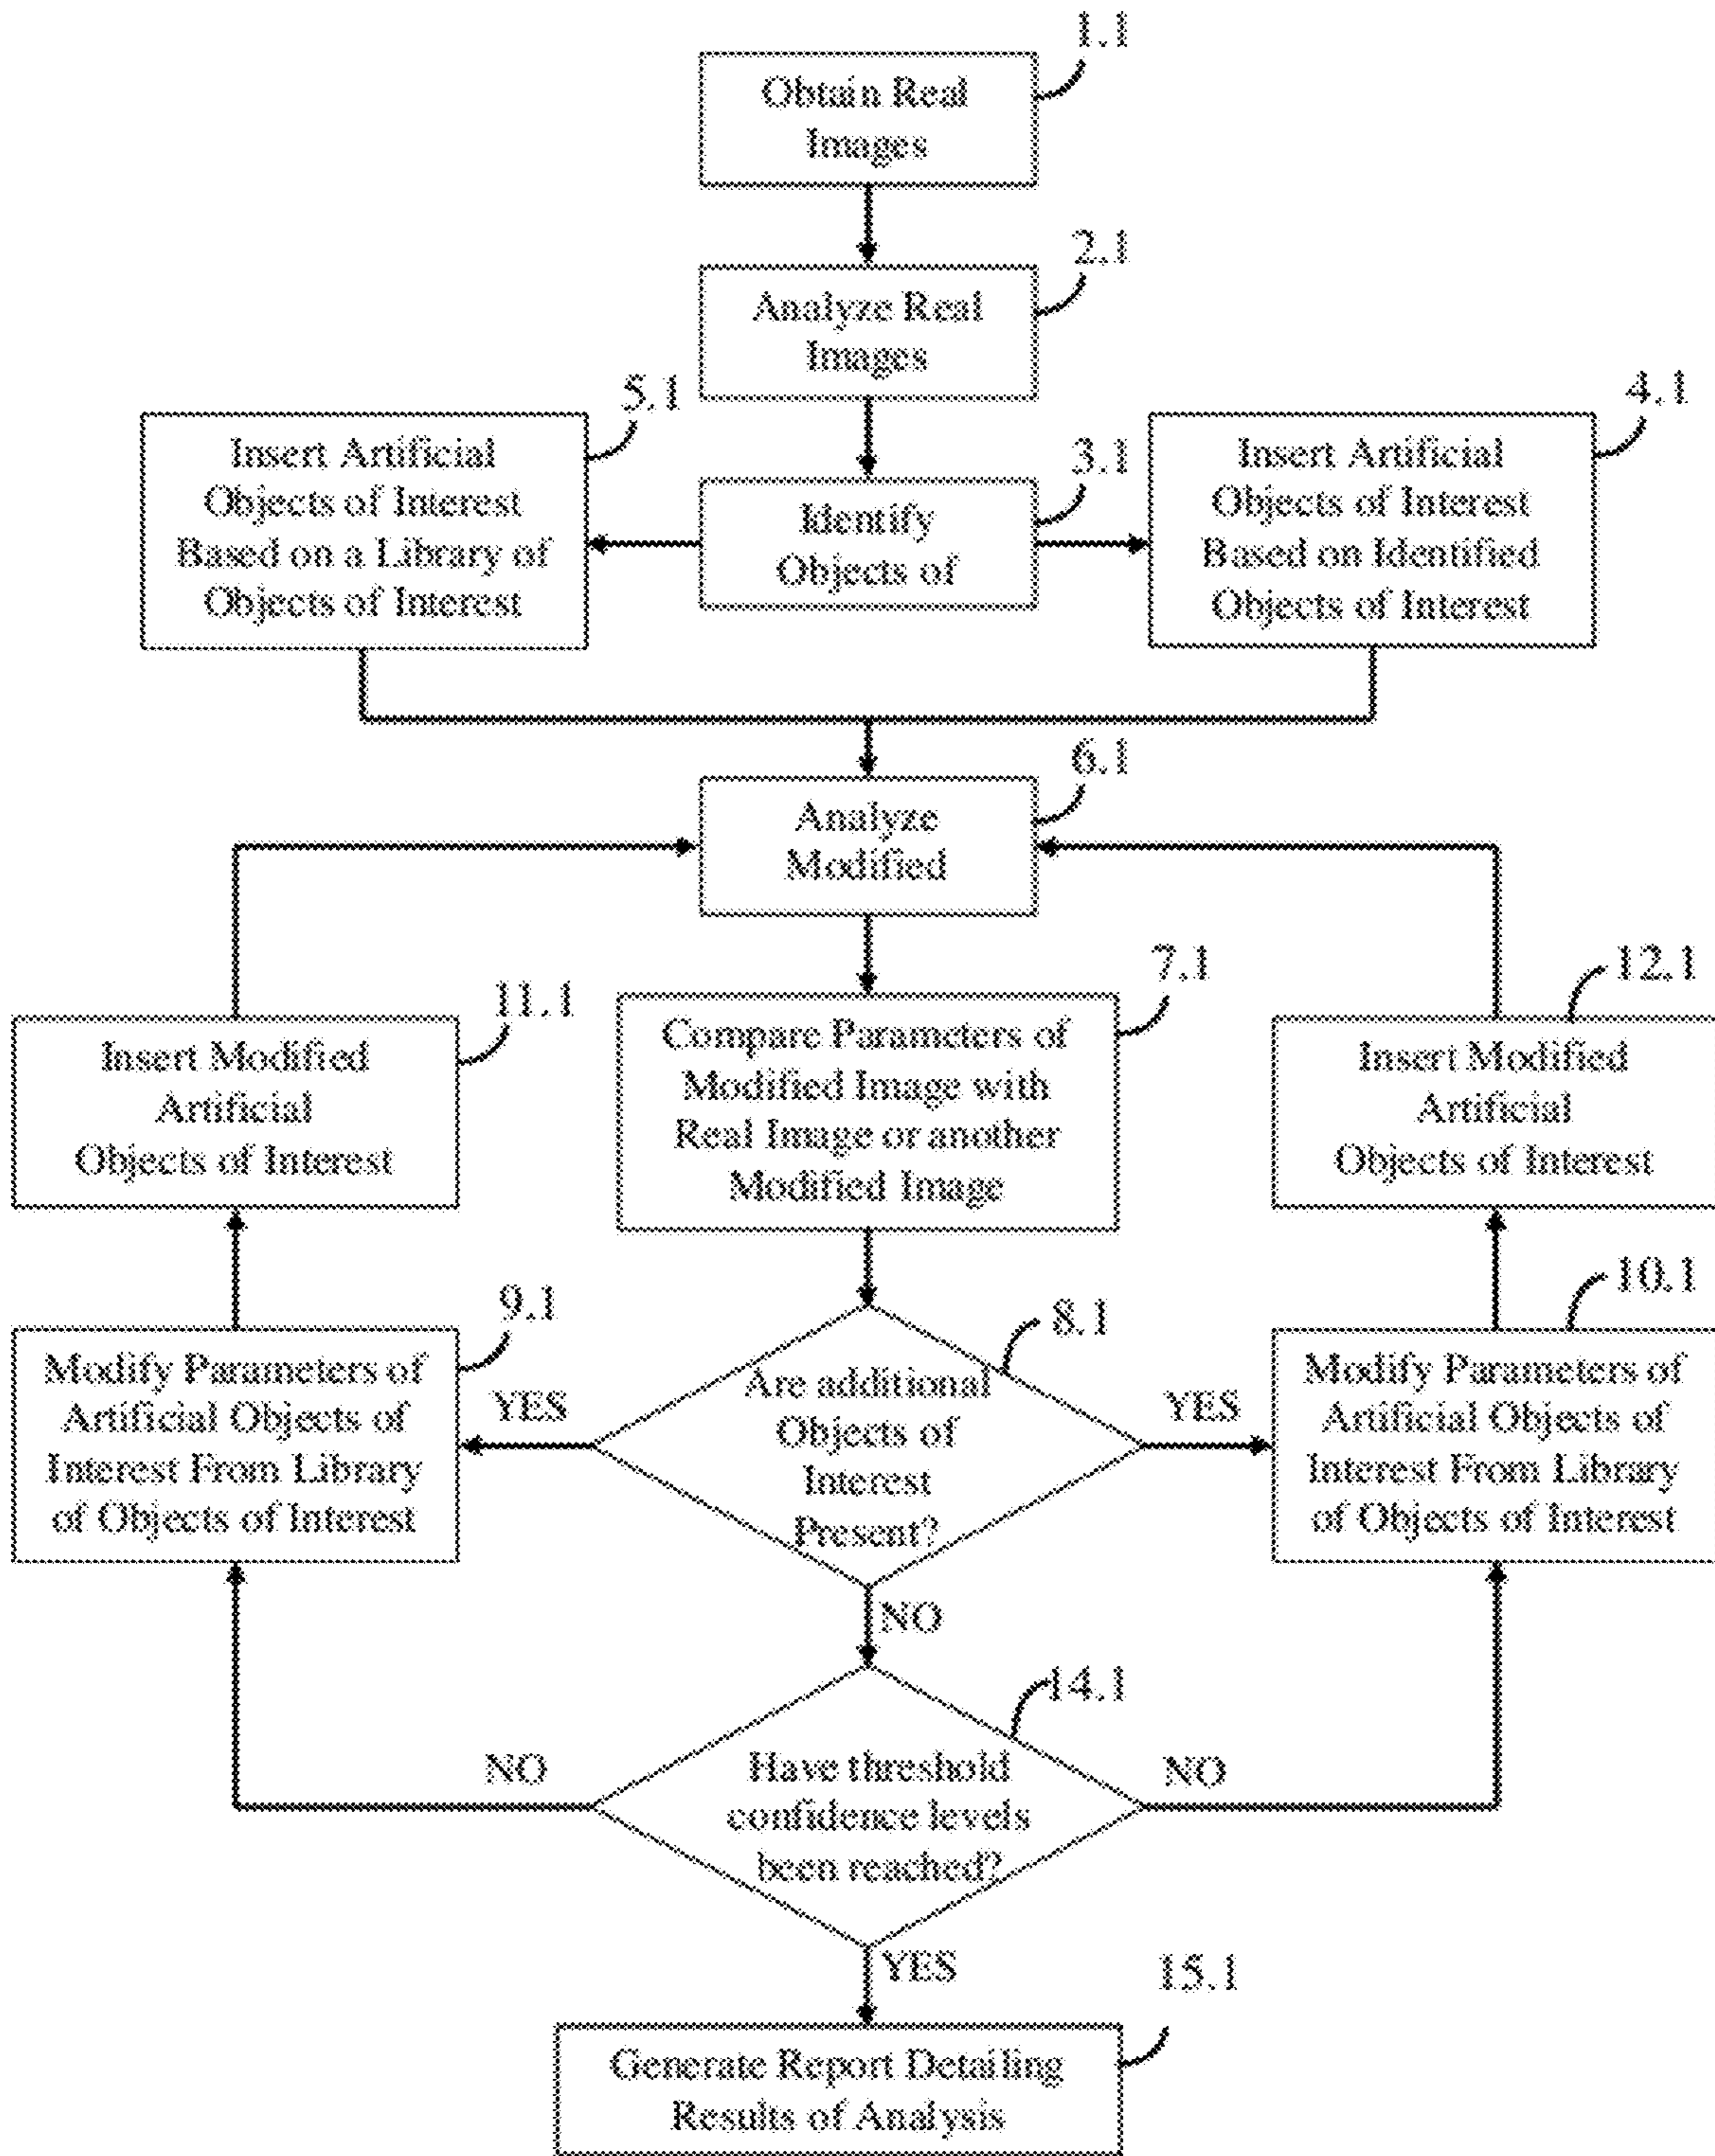 1.1
Obtain Real
Images
2.1
Analyze Real
Images
5.1
Insert Artificial
Objects of Interest
Based on a Library of
Objects of Interest
3.1
Identify
Objects of
4.1
Insert Artificial
Objects of Interest
Based on Identified
Objects of Interest
6.1
Analyze
Modified
7.1
Compare Parameters of
Modified Image with
Real Image or another
Modified Image
11.1
Insert Modified
Artificial
Objects of Interest
12.1
Insert Modified
Artificial
Objects of Interest
9.1
Modify Parameters of
Artificial Objects of
Interest From Library
of Objects of Interest
YES
8.1
Are additional
Objects of
Interest
Present?
YES
10.1
Modify Parameters of
Artificial Objects of
Interest From Library
of Objects of Interest
NO
14.1
NO
Have threshold
confidence levels
been reached?
NO
YES
15.1
Generate Report Detailing
Results of Analysis